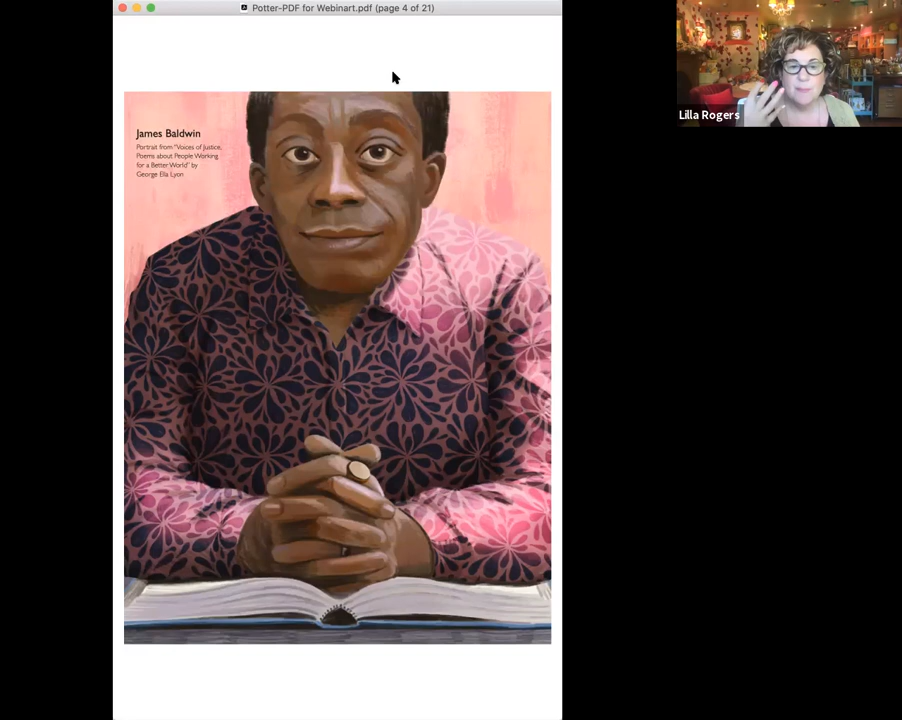 Potter-PDF for Webinart.pdf (page 4 of 21)
James Baldwin
Portrait from "Voices of Justice,
Poems about People Working
for a Better World" by
George Ella Lyon
Lilla Rogers